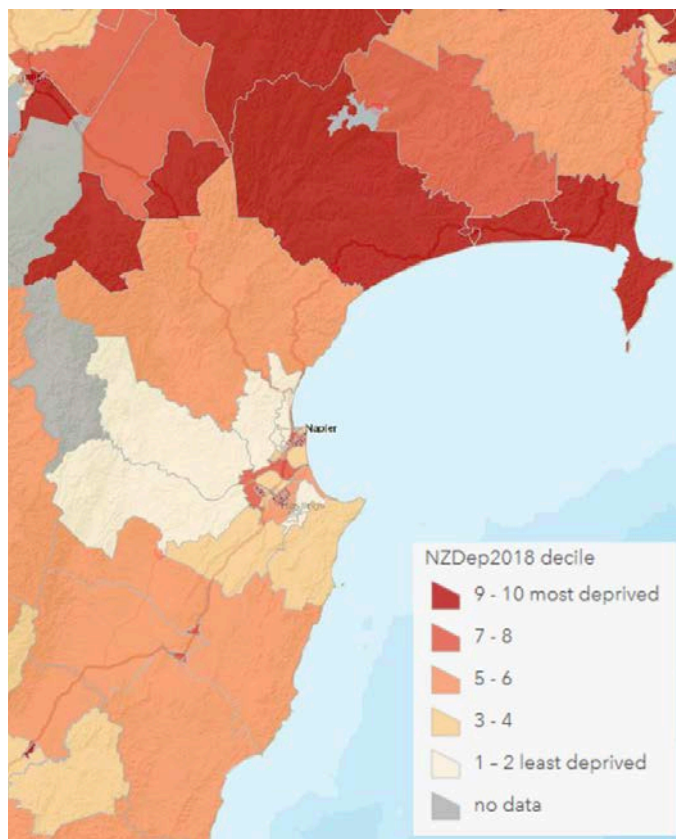 Napier
NZDep2018 decile
9 - 10 most deprived
7 - 8
5 - 6
3 - 4
1 – 2 least deprived
no data